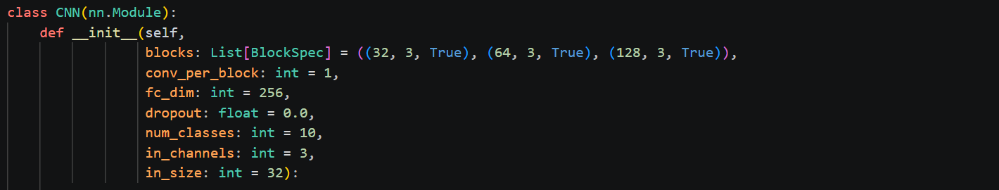 class CNN(nn.Module):
    def __init__(self,
                 blocks: List[BlockSpec] = ((32, 3, True), (64, 3, True), (128, 3, True)),
                 conv_per_block: int = 1,
                 fc_dim: int = 256,
                 dropout: float = 0.0,
                 num_classes: int = 10,
                 in_channels: int = 3,
                 in_size: int = 32):